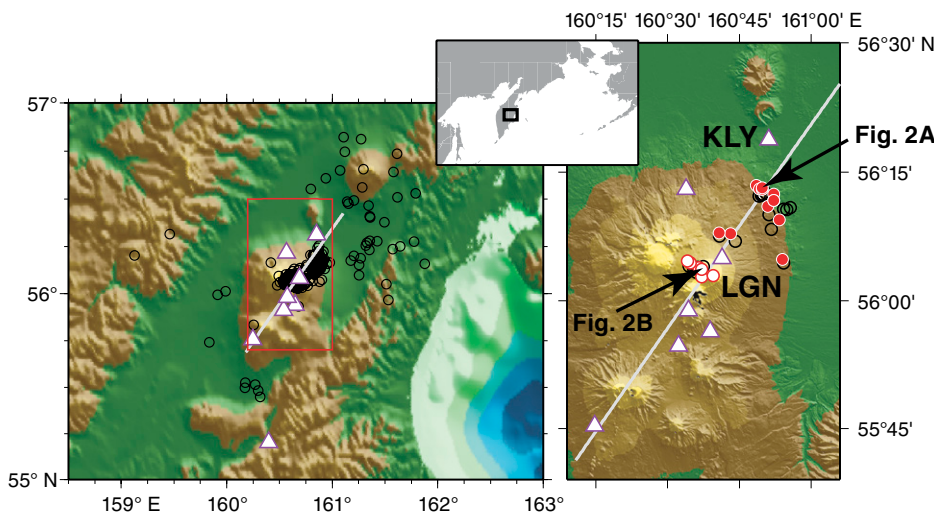 160°15' 160°30' 160°45' 161°00' E
56°30' N
57°
KLY
Fig. 2A
56°15'
56°
LGN
56°00'
Fig. 2B
55°45'
55° N
159° E 160° 161° 162° 163°